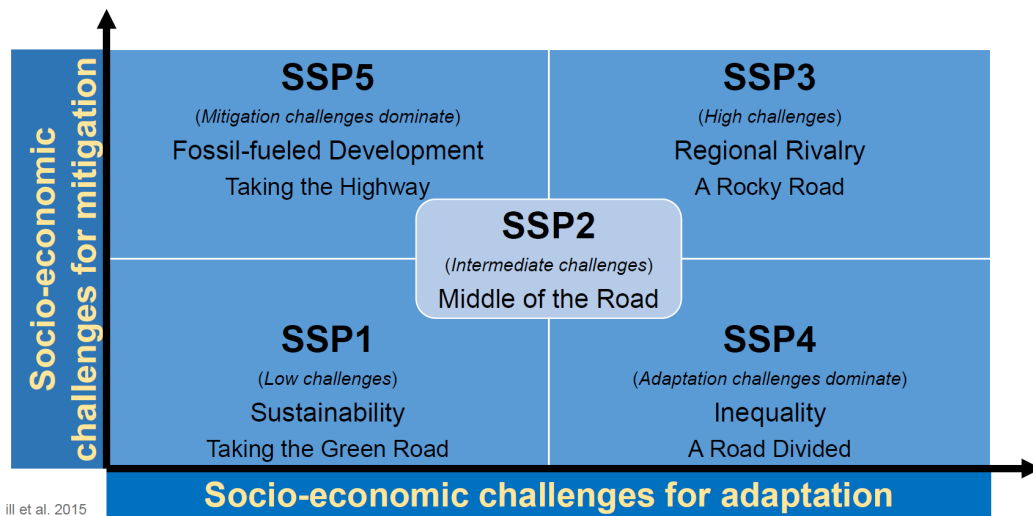 Socio-economic
challenges for mitigation
SSP5
(Mitigation challenges dominate)
Fossil-fueled Development
Taking the Highway
SSP3
(High challenges)
Regional Rivalry
A Rocky Road
SSP2
(Intermediate challenges)
Middle of the Road
SSP1
(Low challenges)
Sustainability
Taking the Green Road
SSP4
(Adaptation challenges dominate)
Inequality
A Road Divided
Socio-economic challenges for adaptation
ill et al. 2015